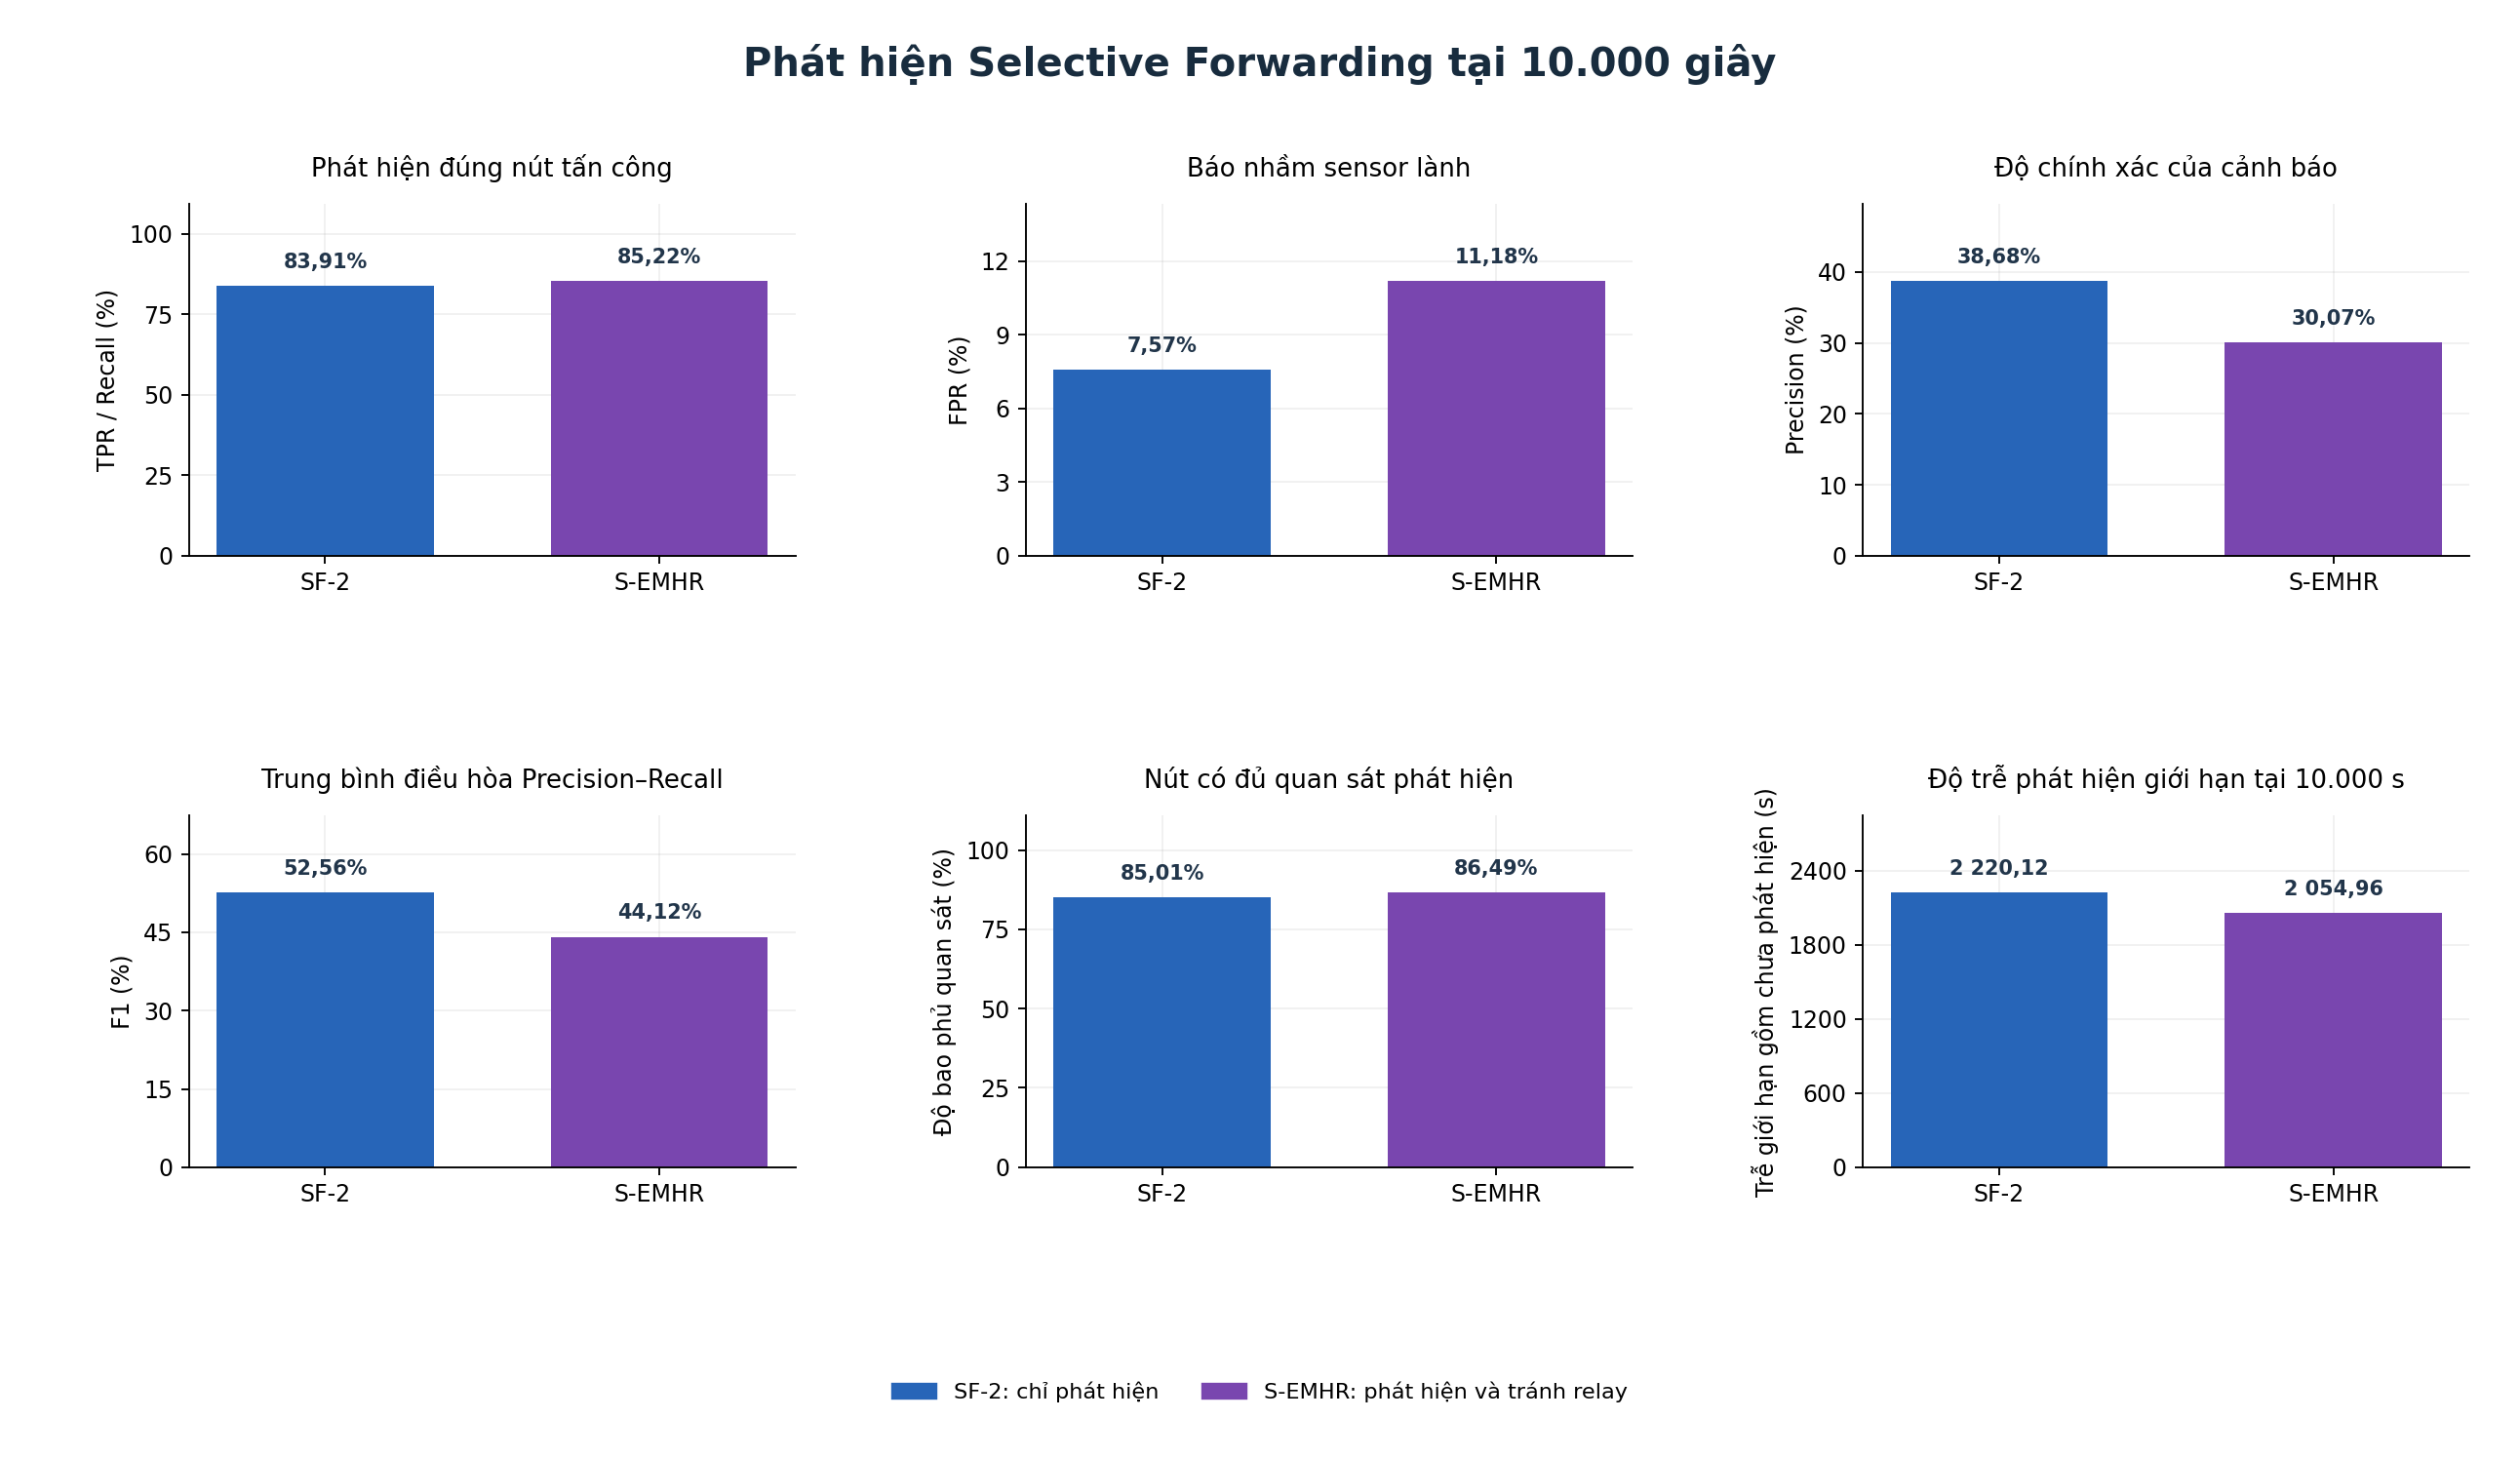 Phát hiện Selective Forwarding tại 10.000 giây
Phát hiện đúng nút tấn công
TPR / Recall (%)
100
75
50
25
0
83,91%
85,22%
SF-2
S-EMHR
Báo nhầm sensor lành
FPR (%)
12
9
6
3
0
7,57%
11,18%
SF-2
S-EMHR
Độ chính xác của cảnh báo
Precision (%)
40
30
20
10
0
38,68%
30,07%
SF-2
S-EMHR
Trung bình điều hòa Precision–Recall
F1 (%)
60
45
30
15
0
52,56%
44,12%
SF-2
S-EMHR
Nút có đủ quan sát phát hiện
Độ bao phủ quan sát (%)
100
75
50
25
0
85,01%
86,49%
SF-2
S-EMHR
Độ trễ phát hiện giới hạn tại 10.000 s
Trễ giới hạn gồm chưa phát hiện (s)
2400
1800
1200
600
0
2 220,12
2 054,96
SF-2
S-EMHR
SF-2: chỉ phát hiện
S-EMHR: phát hiện và tránh relay